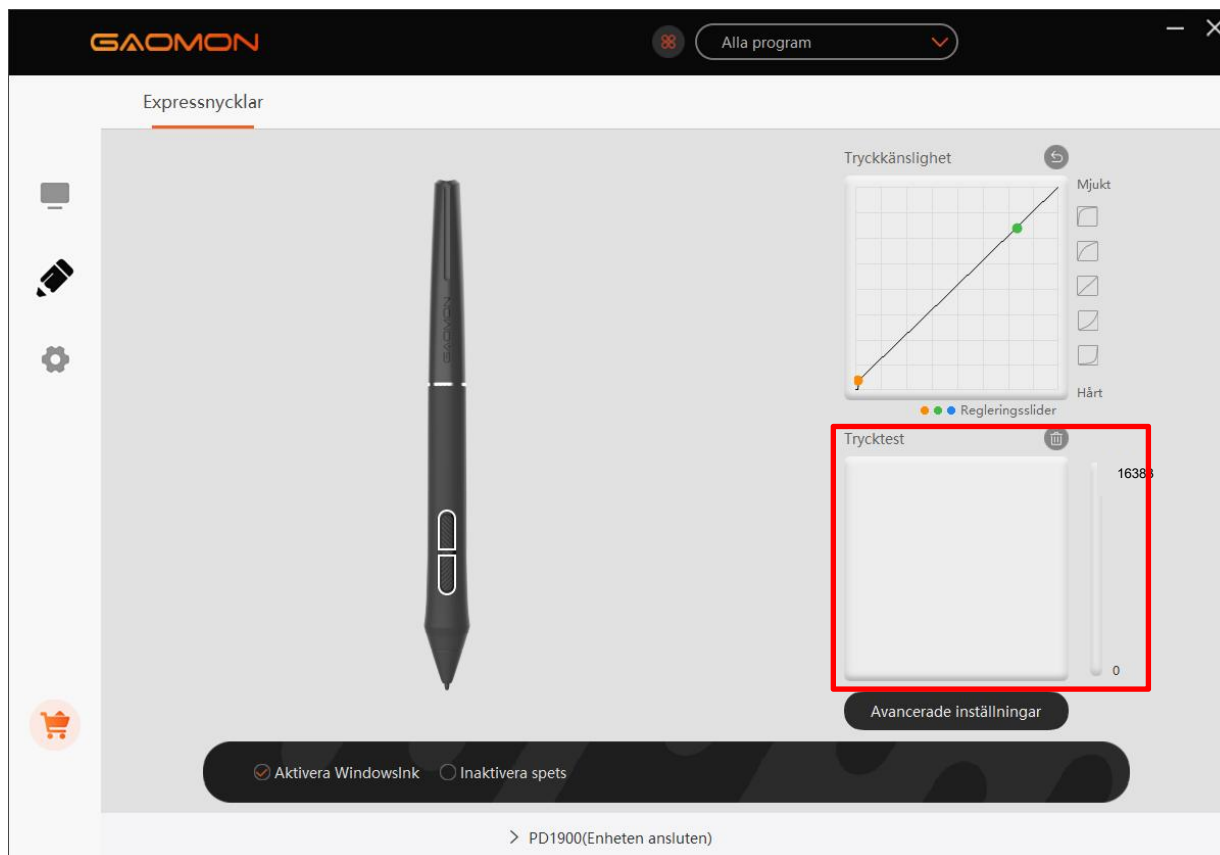 GAOMON
Alla program
Expressnycklar
Tryckkänslighet
Mjukt
GAOMON
Hårt
Regleringsslider
Trycktest
16383
0
Avancerade inställningar
Aktivera WindowsInk
Inaktivera spets
PD1900(Enheten ansluten)